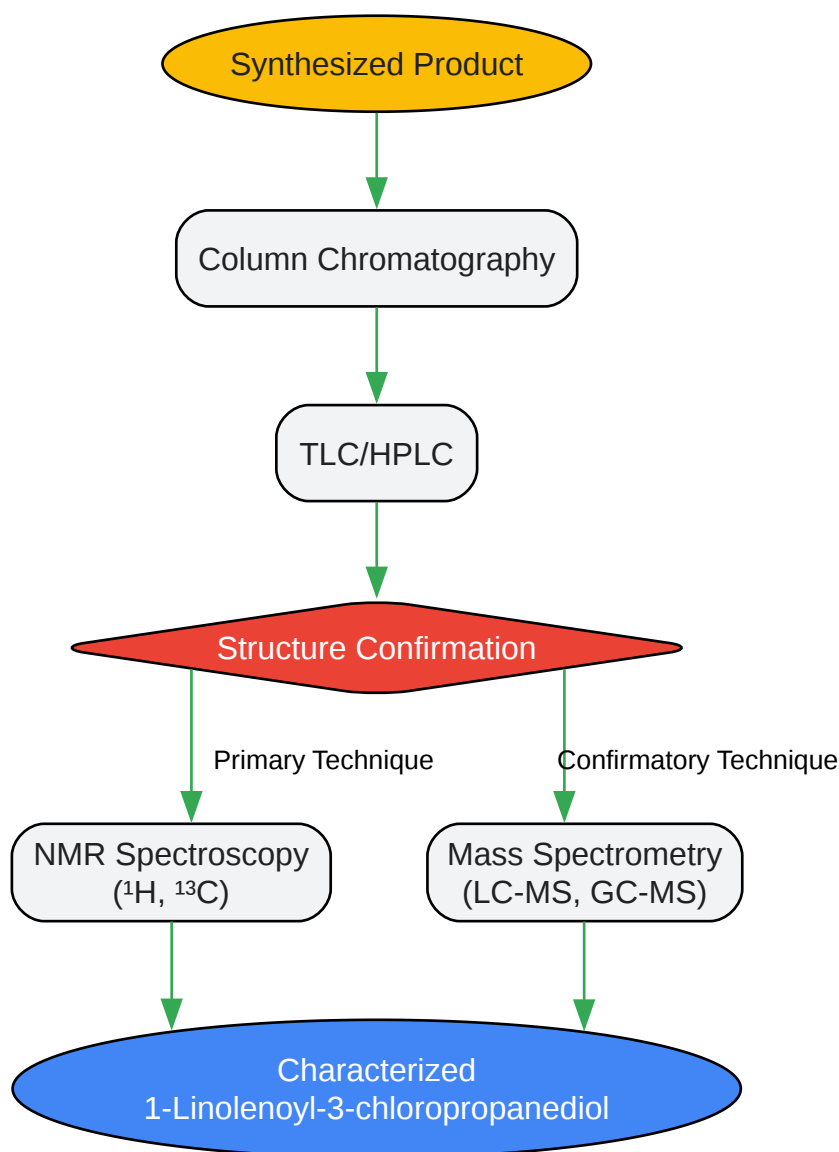 Synthesized Product
Column Chromatography
TLC/HPLC
Structure Confirmation
Primary Technique
Confirmatory Technique
NMR Spectroscopy
(¹H, ¹³C)
Mass Spectrometry
(LC-MS, GC-MS)
Characterized
1-Linolenoyl-3-chloropropanediol